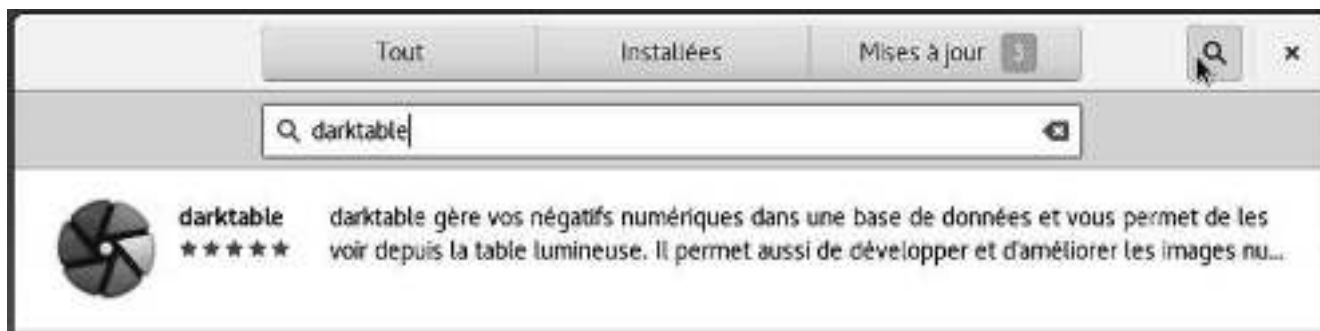 Tout
Installées
Mises à jour 3
darktable
darktable
darktable gère vos négatifs numériques dans une base de données et vous permet de les
voir depuis la table lumineuse. Il permet aussi de développer et d'améliorer les images nu...